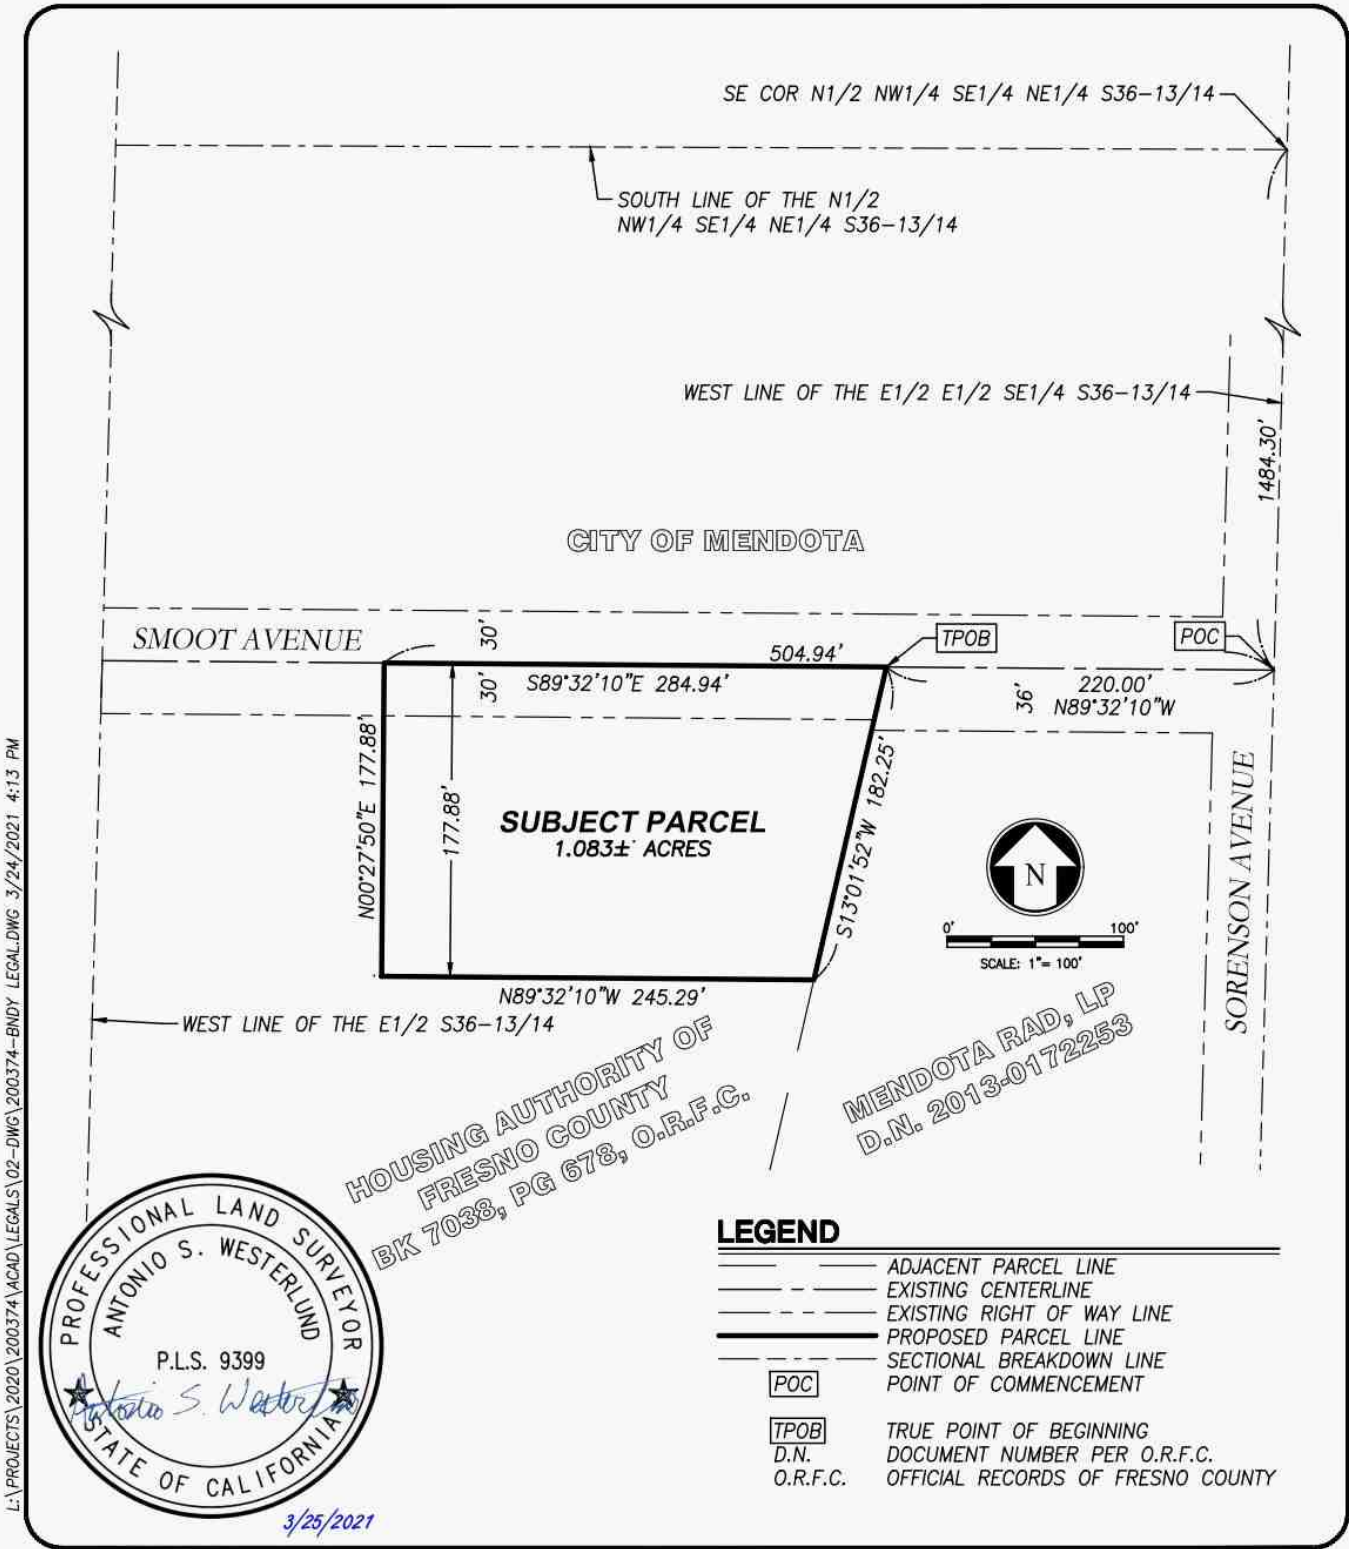 SE COR N1/2 NW1/4 SE1/4 NE1/4 S36-13/14
SOUTH LINE OF THE N1/2
NW1/4 SE1/4 NE1/4 S36-13/14
WEST LINE OF THE E1/2 E1/2 SE1/4 S36-13/14
1484.30'
CITY OF MENDOTA
SMOOT AVENUE
30'
504.94'
TPOB
POC
30'
S89°32'10"E 284.94'
36'
220.00'
N89°32'10"W
N00°27'50"E 177.88'
177.88'
SUBJECT PARCEL
1.083±' ACRES
S13°01'52"W 182.25'
N
0' 100'
SCALE: 1"= 100'
SORENSON AVENUE
N89°32'10"W 245.29'
WEST LINE OF THE E1/2 S36-13/14
HOUSING AUTHORITY OF
FRESNO COUNTY
BK 7038, PG 678, O.R.F.C.
MENDOTA RAD, LP
D.N. 2013-0172253
LEGEND
ADJACENT PARCEL LINE
EXISTING CENTERLINE
EXISTING RIGHT OF WAY LINE
PROPOSED PARCEL LINE
SECTIONAL BREAKDOWN LINE
POC POINT OF COMMENCEMENT
TPOB TRUE POINT OF BEGINNING
D.N. DOCUMENT NUMBER PER O.R.F.C.
O.R.F.C. OFFICIAL RECORDS OF FRESNO COUNTY
PROFESSIONAL LAND SURVEYOR
ANTONIO S. WESTERLUND
P.L.S. 9399
Antonio S. Westerlund
STATE OF CALIFORNIA
3/25/2021
L:\PROJECTS\2020\200374\ACAD\LEGALS\02-DWG\200374-BNDY LEGAL.DWG 3/24/2021 4:13 PM